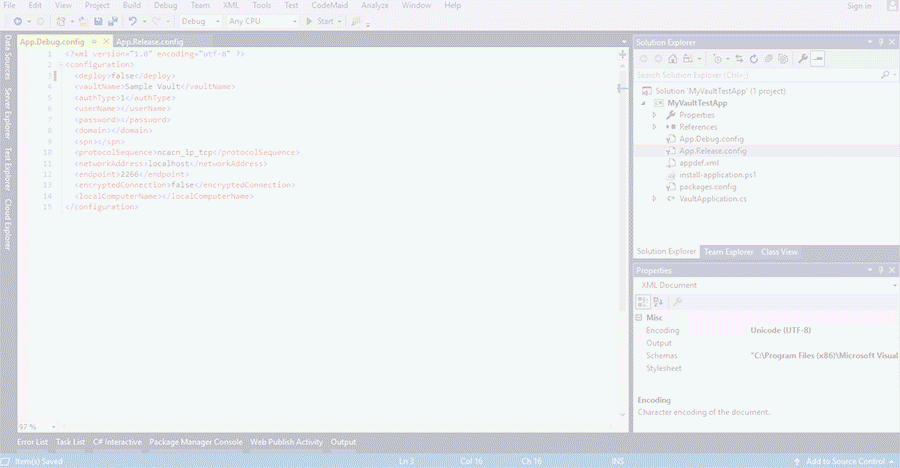 File Edit View Project Build Debug Team XML Tools Test CodeMaid Analyze Window Help
Sign in
Debug Any CPU Start
App.Debug.config App.Release.config
Data Sources
Server Explorer
Test Explorer
Cloud Explorer
1 <?xml version="1.0" encoding="utf-8" ?>
2 <configuration>
3 <deploy>false</deploy>
4 <vaultName>Sample Vault</vaultName>
5 <authType>1</authType>
6 <userName></userName>
7 <password></password>
8 <domain></domain>
9 <spn></spn>
10 <protocolSequence>ncacn_ip_tcp</protocolSequence>
11 <networkAddress>localhost</networkAddress>
12 <endpoint>2266</endpoint>
13 <encryptedConnection>false</encryptedConnection>
14 <localComputerName></localComputerName>
15 </configuration>
97 %
Solution Explorer
Search Solution Explorer (Ctrl+;)
Solution 'MyVaultTestApp' (1 project)
MyVaultTestApp
Properties
References
App.Debug.config
App.Release.config
appdef.xml
install-application.ps1
packages.config
VaultApplication.cs
Solution Explorer Team Explorer Class View
Properties
XML Document
Misc
Encoding Unicode (UTF-8)
Output
Schemas "C:\Program Files (x86)\Microsoft Visual
Stylesheet
Encoding
Character encoding of the document.
Error List Task List C# Interactive Package Manager Console Web Publish Activity Output
Item(s) Saved Ln 3 Col 16 Ch 16 INS Add to Source Control